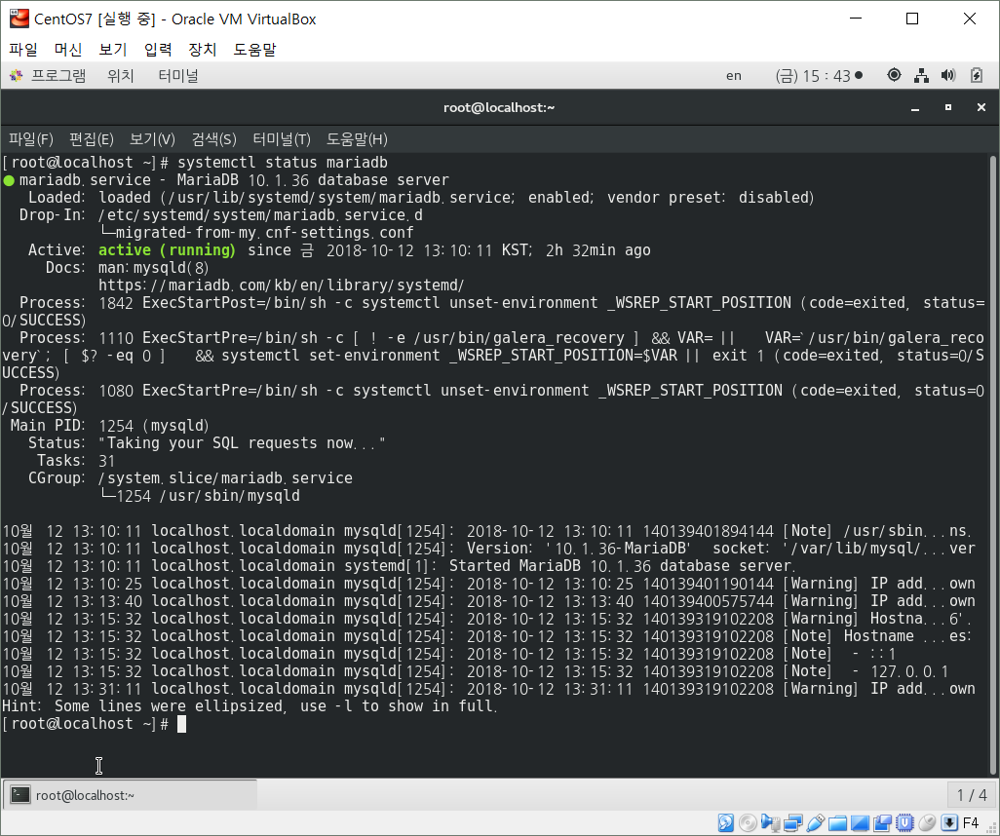 CentOS7 [실행 중] - Oracle VM VirtualBox
파일 머신 보기 입력 장치 도움말
프로그램 위치 터미널 en (금) 15 : 43
root@localhost:~
파일(F) 편집(E) 보기(V) 검색(S) 터미널(T) 도움말(H)
[root@localhost ~]# systemctl status mariadb
● mariadb.service - MariaDB 10.1.36 database server
Loaded: loaded (/usr/lib/systemd/system/mariadb.service; enabled; vendor preset: disabled)
Drop-In: /etc/systemd/system/mariadb.service.d
└─migrated-from-my.cnf-settings.conf
Active: active (running) since 금 2018-10-12 13:10:11 KST; 2h 32min ago
Docs: man:mysqld(8)
https://mariadb.com/kb/en/library/systemd/
Process: 1842 ExecStartPost=/bin/sh -c systemctl unset-environment _WSREP_START_POSITION (code=exited, status=
0/SUCCESS)
Process: 1110 ExecStartPre=/bin/sh -c [ ! -e /usr/bin/galera_recovery ] && VAR= ||   VAR=`/usr/bin/galera_reco
very`; [ $? -eq 0 ]   && systemctl set-environment _WSREP_START_POSITION=$VAR || exit 1 (code=exited, status=0/S
UCCESS)
Process: 1080 ExecStartPre=/bin/sh -c systemctl unset-environment _WSREP_START_POSITION (code=exited, status=0
/SUCCESS)
Main PID: 1254 (mysqld)
Status: "Taking your SQL requests now..."
Tasks: 31
CGroup: /system.slice/mariadb.service
└─1254 /usr/sbin/mysqld
10월 12 13:10:11 localhost.localdomain mysqld[1254]: 2018-10-12 13:10:11 140139401894144 [Note] /usr/sbin...ns.
10월 12 13:10:11 localhost.localdomain mysqld[1254]: Version: '10.1.36-MariaDB'  socket: '/var/lib/mysql/...ver
10월 12 13:10:11 localhost.localdomain systemd[1]: Started MariaDB 10.1.36 database server.
10월 12 13:10:25 localhost.localdomain mysqld[1254]: 2018-10-12 13:10:25 140139401190144 [Warning] IP add...own
10월 12 13:13:40 localhost.localdomain mysqld[1254]: 2018-10-12 13:13:40 140139400575744 [Warning] IP add...own
10월 12 13:15:32 localhost.localdomain mysqld[1254]: 2018-10-12 13:15:32 140139319102208 [Warning] Hostna...6'.
10월 12 13:15:32 localhost.localdomain mysqld[1254]: 2018-10-12 13:15:32 140139319102208 [Note] Hostname ...es:
10월 12 13:15:32 localhost.localdomain mysqld[1254]: 2018-10-12 13:15:32 140139319102208 [Note]  - ::1
10월 12 13:15:32 localhost.localdomain mysqld[1254]: 2018-10-12 13:15:32 140139319102208 [Note]  - 127.0.0.1
10월 12 13:31:11 localhost.localdomain mysqld[1254]: 2018-10-12 13:31:11 140139319102208 [Warning] IP add...own
Hint: Some lines were ellipsized, use -l to show in full.
[root@localhost ~]#
root@localhost:~ 1 / 4
F4